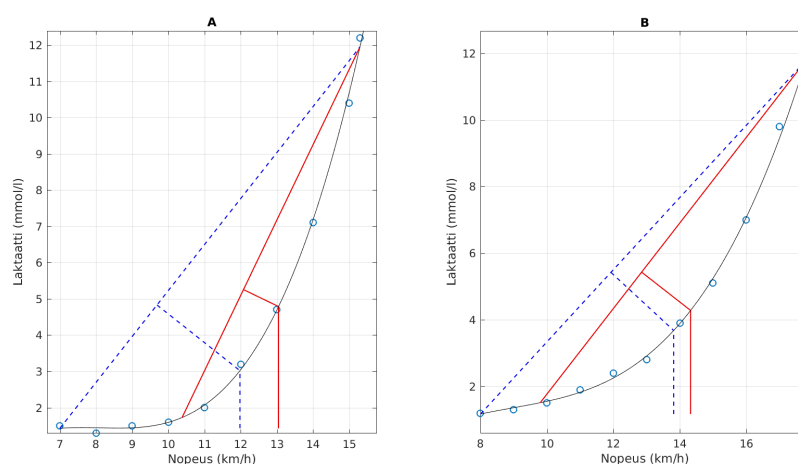 A
12
11
10
9
8
7
6
5
4
3
2
7 8 9 10 11 12 13 14 15
Laktaatti (mmol/l)
Nopeus (km/h)
B
12
10
8
6
4
2
8 10 12 14 16
Laktaatti (mmol/l)
Nopeus (km/h)